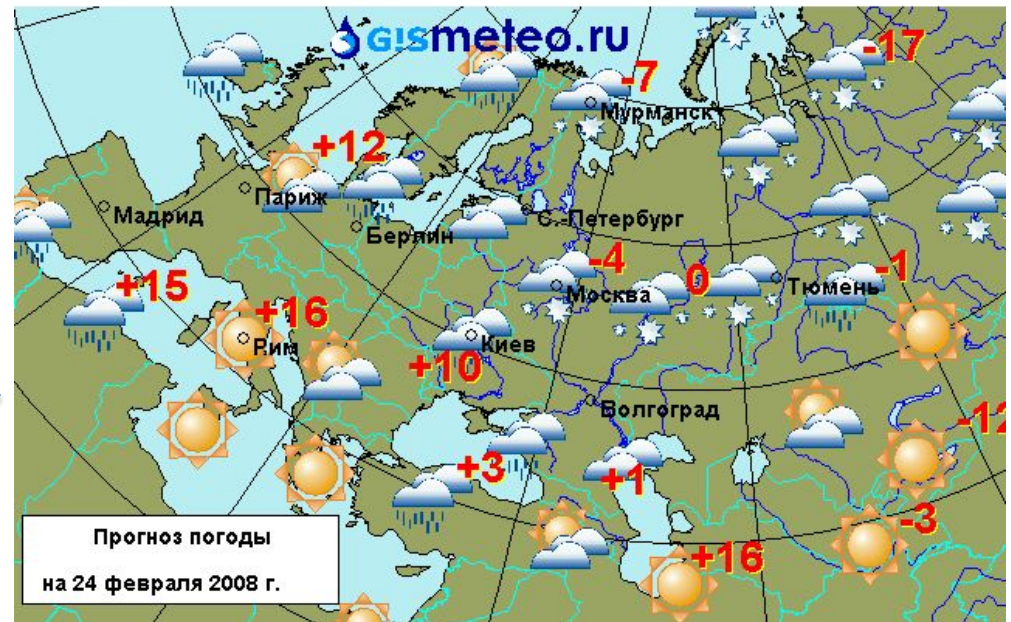 GISmeteo.ru
-17
-7
Мурманск
+12
Париж
Мадрид
Берлин
С.-Петербург
-4
0
-1
Москва
Тюмень
+15
+16
Рим
Киев
+10
Волгоград
-12
+3
+1
-3
+16
Прогноз погоды
на 24 февраля 2008 г.